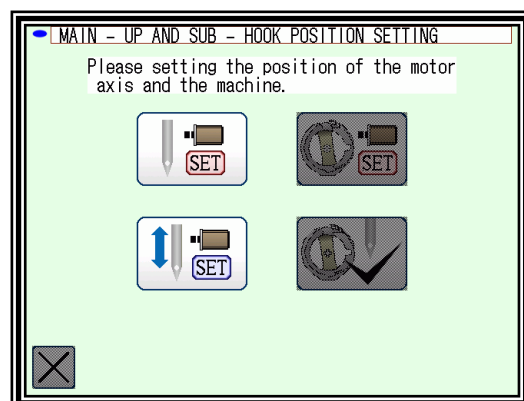 MAIN - UP AND SUB - HOOK POSITION SETTING
Please setting the position of the motor
axis and the machine.
SET SET
SET